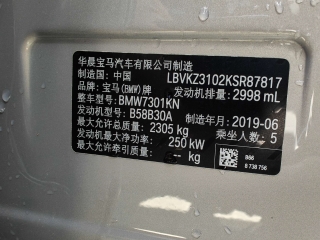 华晨宝马汽车有限公司制造
制造国：中国 LBVKZ3102KSR87817
品牌：宝马(BMW)牌 发动机排量：2998 mL
整车型号：BMW7301KN
发动机型号：B58B30A 制造年月：2019-06
最大允许总质量：2305 kg 乘坐人数：5
发动机最大净功率：250 kW
最大允许牵引质量：-- kg
B66
8 738 756